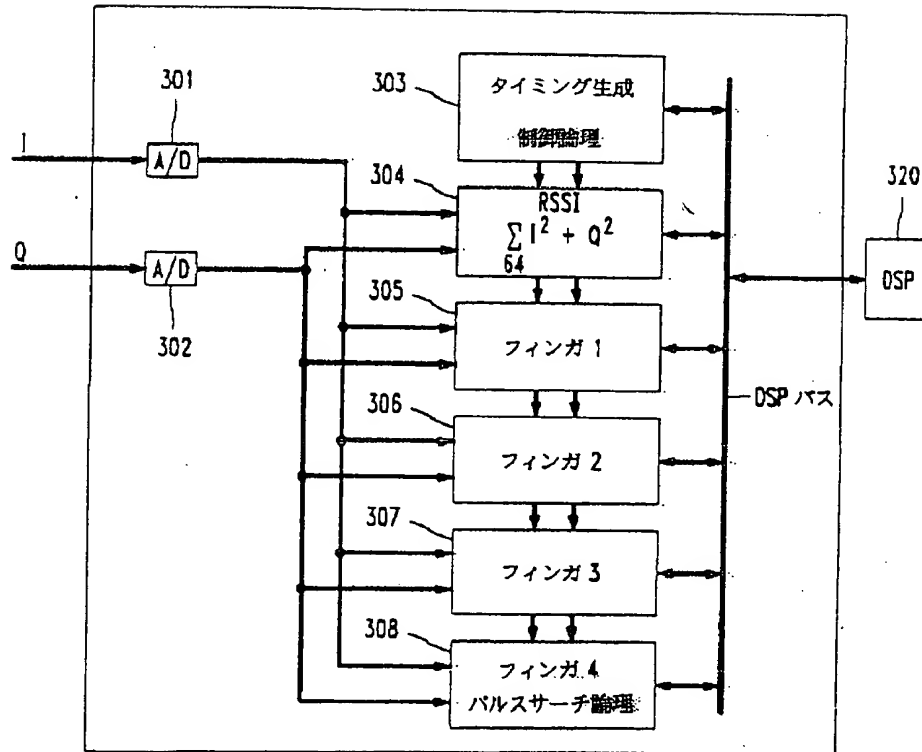 301
303
タイミング生成
制御論理
I
A/D
304
RSSI
∑ I² + Q²
64
320
DSP
Q
A/D
302
305
フィンガ 1
DSP バス
306
フィンガ 2
307
フィンガ 3
308
フィンガ 4
パルスサーチ論理